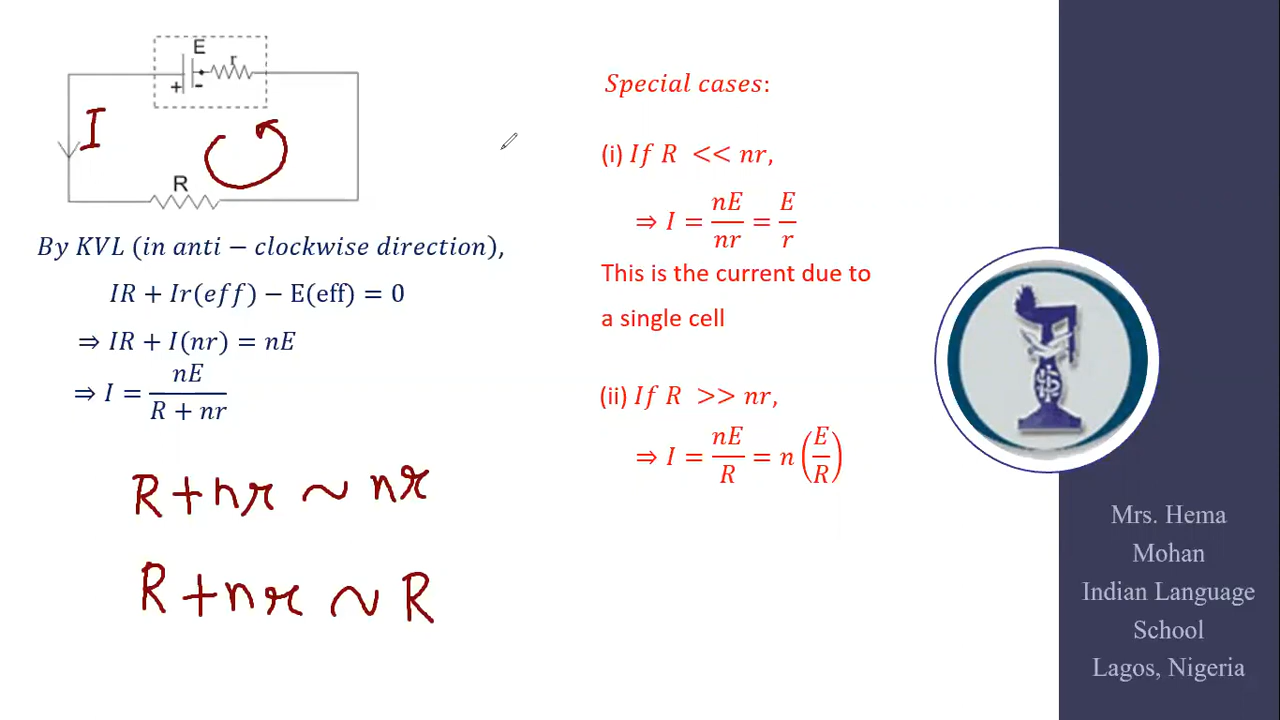 E
r
+ -
I
R
By KVL (in anti − clockwise direction),
IR + Ir(eff) − E(eff) = 0
⇒ IR + I(nr) = nE
⇒ I = nE / R + nr
R + nr ~ nr
R + nr ~ R
Special cases:
(i) If R << nr,
⇒ I = nE / nr = E / r
This is the current due to
a single cell
(ii) If R >> nr,
⇒ I = nE / R = n (E / R)
Mrs. Hema
Mohan
Indian Language
School
Lagos, Nigeria